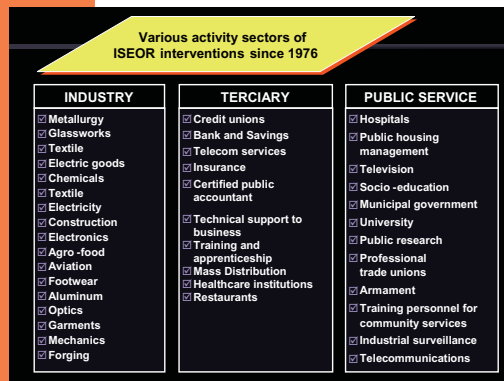 Various activity sectors of
ISEOR interventions since 1976
INDUSTRY
Metallurgy
Glassworks
Textile
Electric goods
Chemicals
Textile
Electricity
Construction
Electronics
Agro -food
Aviation
Footwear
Aluminum
Optics
Garments
Mechanics
Forging
TERCIARY
Credit unions
Bank and Savings
Telecom services
Insurance
Certified public
accountant
Technical support to
business
Training and
apprenticeship
Mass Distribution
Healthcare institutions
Restaurants
PUBLIC SERVICE
Hospitals
Public housing
management
Television
Socio -education
Municipal government
University
Public research
Professional
trade unions
Armament
Training personnel for
community services
Industrial surveillance
Telecommunications